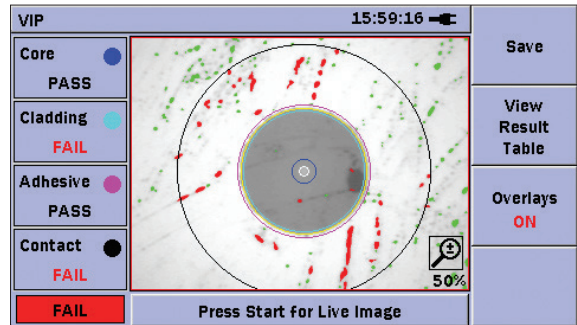 VIP
15:59:16
Core
PASS
Cladding
FAIL
Adhesive
PASS
Contact
FAIL
FAIL
50%
Press Start for Live Image
Save
View
Result
Table
Overlays
ON